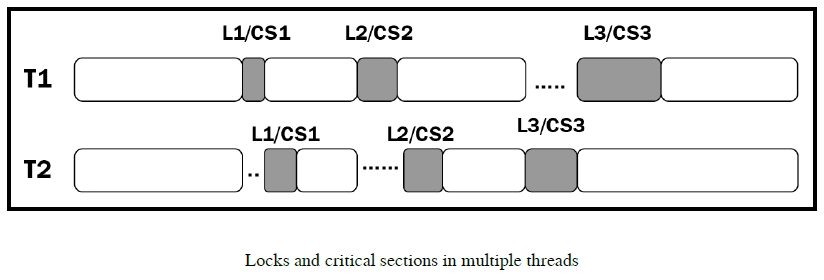 L1/CS1 L2/CS2 L3/CS3
T1 .....
L1/CS1 L2/CS2 L3/CS3
T2 .. ......
Locks and critical sections in multiple threads